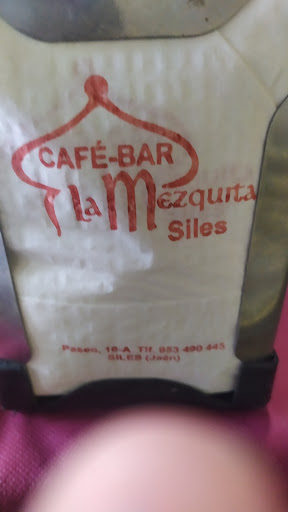 CAFÉ-BAR
La Mezquita
Siles
Paseo, 16-A Tlf. 953 490 445
SILES (Jaén)